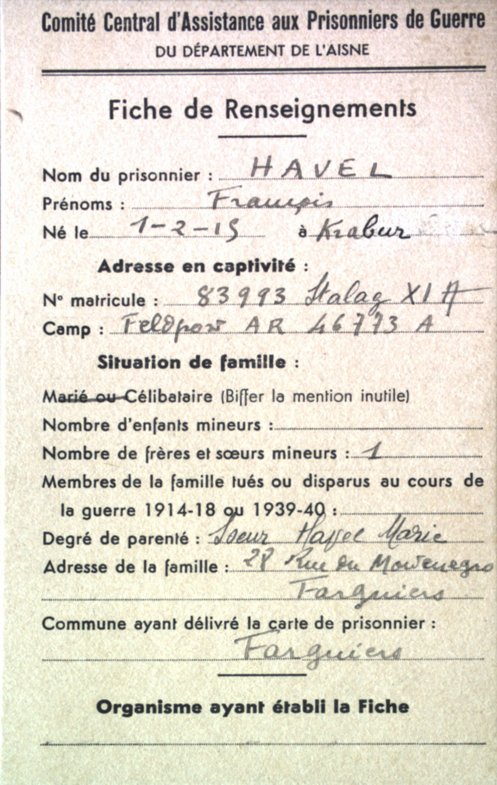 Comité Central d'Assistance aux Prisonniers de Guerre
DU DÉPARTEMENT DE L'AISNE
Fiche de Renseignements
Nom du prisonnier : HAVEL
Prénoms : François
Né le 1-2-15 à Krabur
Adresse en captivité :
N° matricule : 83993 Stalag XI A
Camp : Feldpost AR 46773 A
Situation de famille :
Marié ou Célibataire (Biffer la mention inutile)
Nombre d'enfants mineurs :
Nombre de frères et sœurs mineurs : 1
Membres de la famille tués ou disparus au cours de
la guerre 1914-18 ou 1939-40 :
Degré de parenté : Soeur Havel Marie
Adresse de la famille : 28 Rue du Montenegro
Farguiers
Commune ayant délivré la carte de prisonnier :
Farguiers
Organisme ayant établi la Fiche